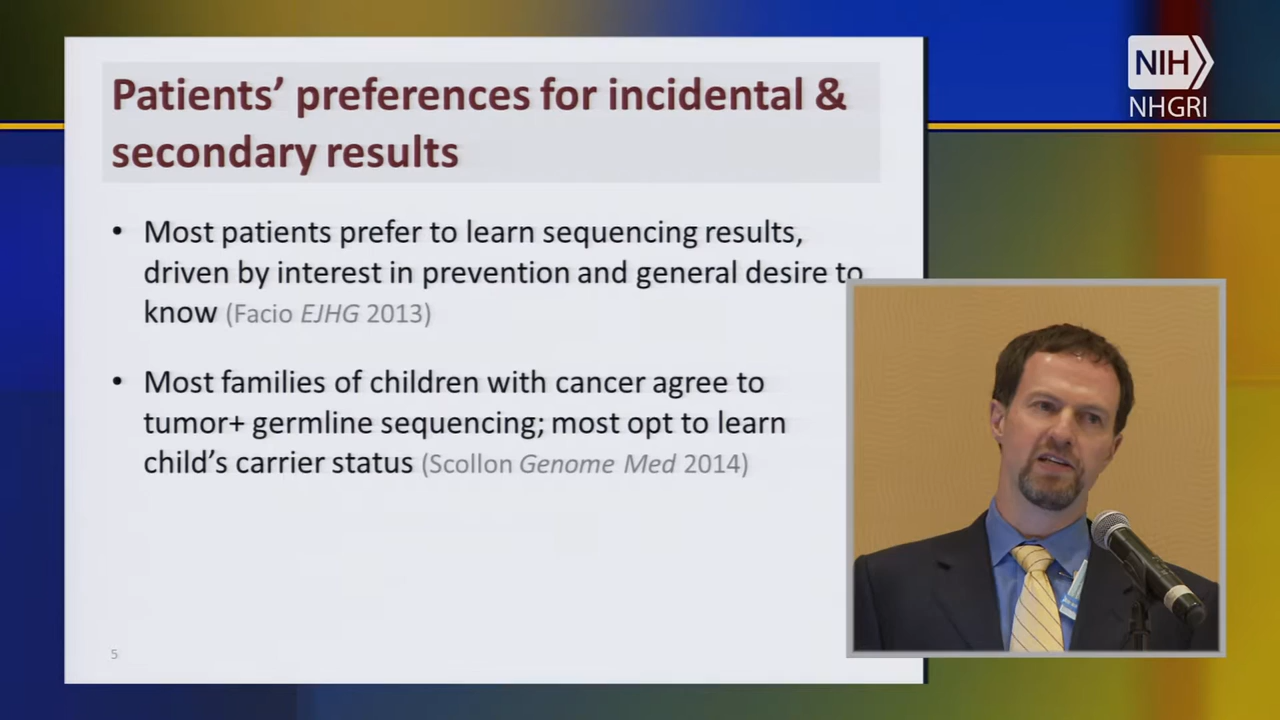 Patients’ preferences for incidental &
secondary results
• Most patients prefer to learn sequencing results,
driven by interest in prevention and general desire to
know (Facio EJHG 2013)
• Most families of children with cancer agree to
tumor+ germline sequencing; most opt to learn
child’s carrier status (Scollon Genome Med 2014)
5
NIH
NHGRI